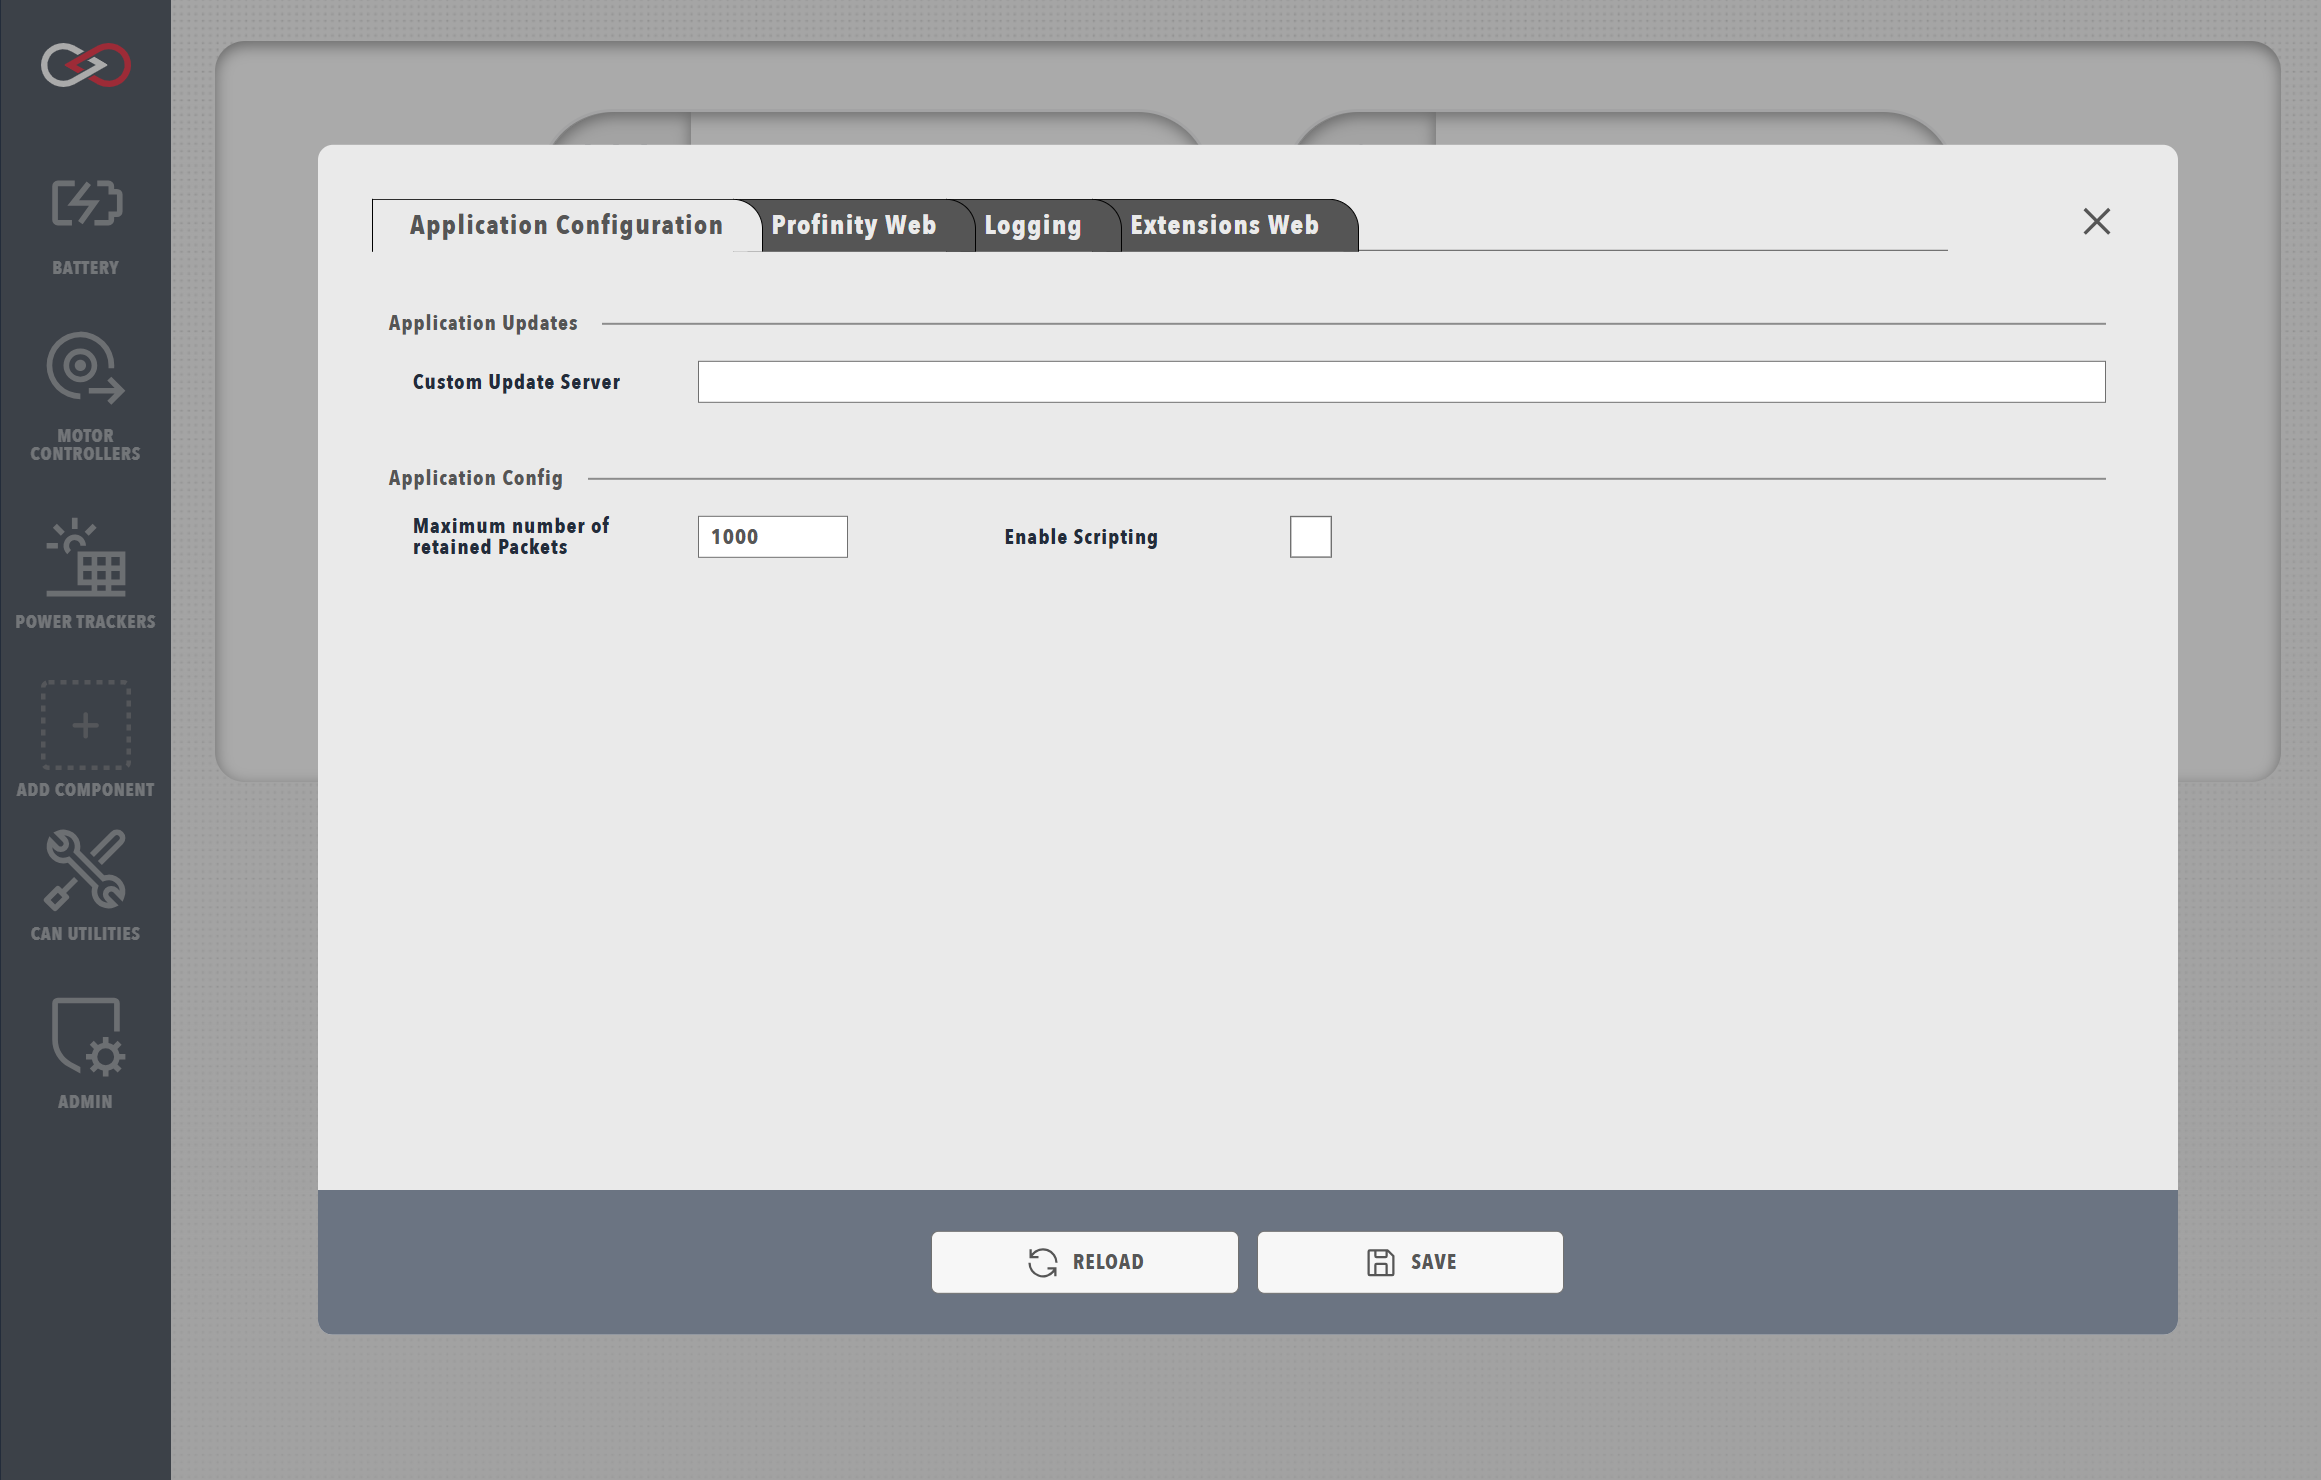 BATTERY
MOTOR
CONTROLLERS
POWER TRACKERS
ADD COMPONENT
CAN UTILITIES
ADMIN
Application Configuration
Profinity Web
Logging
Extensions Web
Application Updates
Custom Update Server
Application Config
Maximum number of
retained Packets
1000
Enable Scripting
RELOAD
SAVE